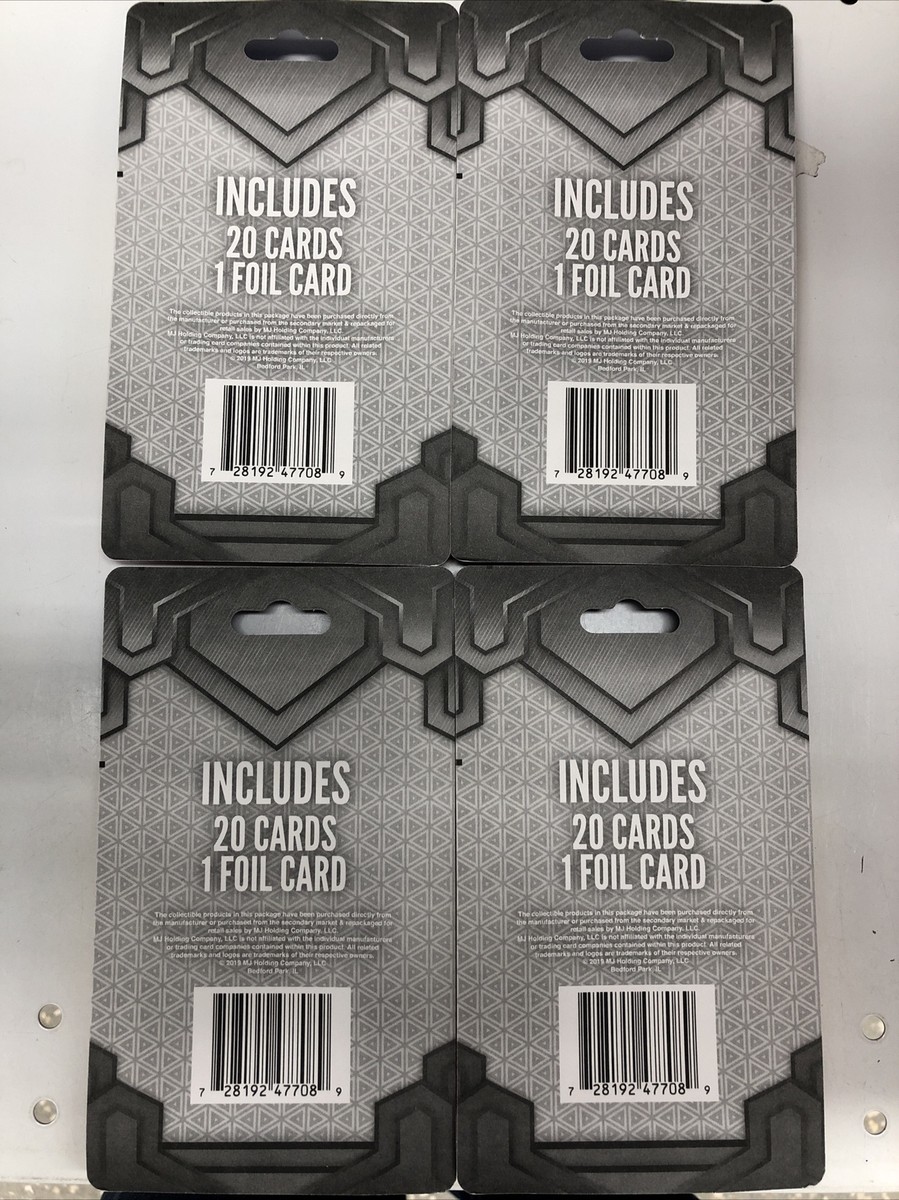 INCLUDES
20 CARDS
1 FOIL CARD
The collectible products in this package have been purchased directly from
the manufacturer or purchased from the secondary market & repackaged for
retail sales by MJ Holding Company, LLC.
MJ Holding Company, LLC is not affiliated with the individual manufacturers
or trading card companies contained within this product. All related
trademarks and logos are trademarks of their respective owners.
© 2019 MJ Holding Company, LLC
Bedford Park, IL
7 28192 47708 9
INCLUDES
20 CARDS
1 FOIL CARD
The collectible products in this package have been purchased directly from
the manufacturer or purchased from the secondary market & repackaged for
retail sales by MJ Holding Company, LLC.
MJ Holding Company, LLC is not affiliated with the individual manufacturers
or trading card companies contained within this product. All related
trademarks and logos are trademarks of their respective owners.
© 2019 MJ Holding Company, LLC
Bedford Park, IL
7 28192 47708 9
INCLUDES
20 CARDS
1 FOIL CARD
The collectible products in this package have been purchased directly from
the manufacturer or purchased from the secondary market & repackaged for
retail sales by MJ Holding Company, LLC.
MJ Holding Company, LLC is not affiliated with the individual manufacturers
or trading card companies contained within this product. All related
trademarks and logos are trademarks of their respective owners.
© 2019 MJ Holding Company, LLC
Bedford Park, IL
7 28192 47708 9
INCLUDES
20 CARDS
1 FOIL CARD
The collectible products in this package have been purchased directly from
the manufacturer or purchased from the secondary market & repackaged for
retail sales by MJ Holding Company, LLC.
MJ Holding Company, LLC is not affiliated with the individual manufacturers
or trading card companies contained within this product. All related
trademarks and logos are trademarks of their respective owners.
© 2019 MJ Holding Company, LLC
Bedford Park, IL
7 28192 47708 9